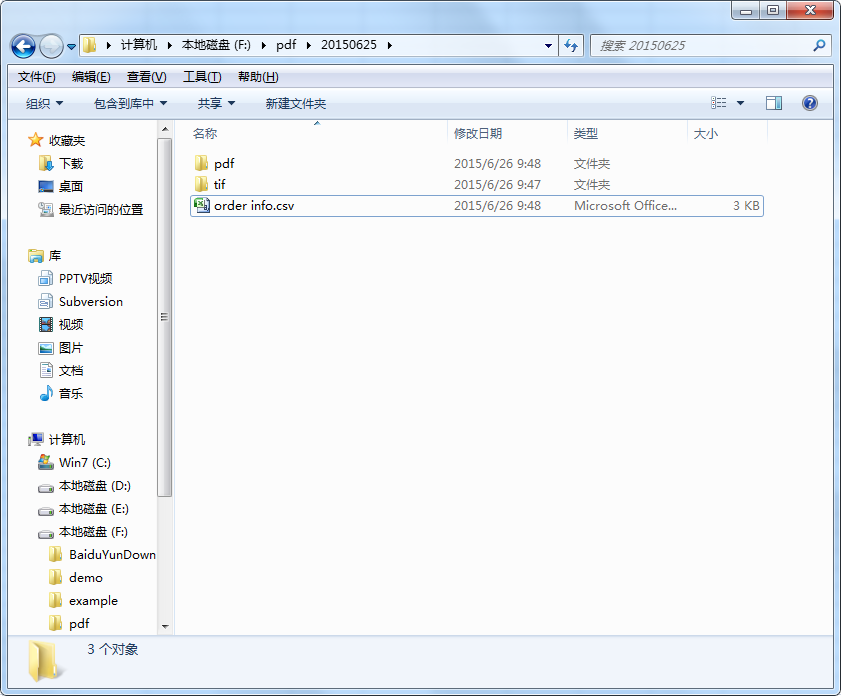 计算机 本地磁盘 (F:) pdf 20150625 搜索 20150625
文件(F) 编辑(E) 查看(V) 工具(T) 帮助(H)
组织 包含到库中 共享 新建文件夹
收藏夹
下载
桌面
最近访问的位置
库
PPTV视频
Subversion
视频
图片
文档
音乐
计算机
Win7 (C:)
本地磁盘 (D:)
本地磁盘 (E:)
本地磁盘 (F:)
BaiduYunDown
demo
example
pdf
名称 修改日期 类型 大小
pdf 2015/6/26 9:48 文件夹
tif 2015/6/26 9:47 文件夹
order info.csv 2015/6/26 9:48 Microsoft Office... 3 KB
3 个对象